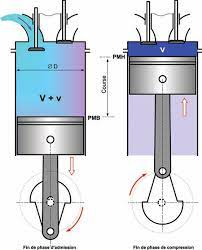 Ø D
V + v
PMH
Course
PMB
V
Fin de phase d'admission
Fin de phase de compression